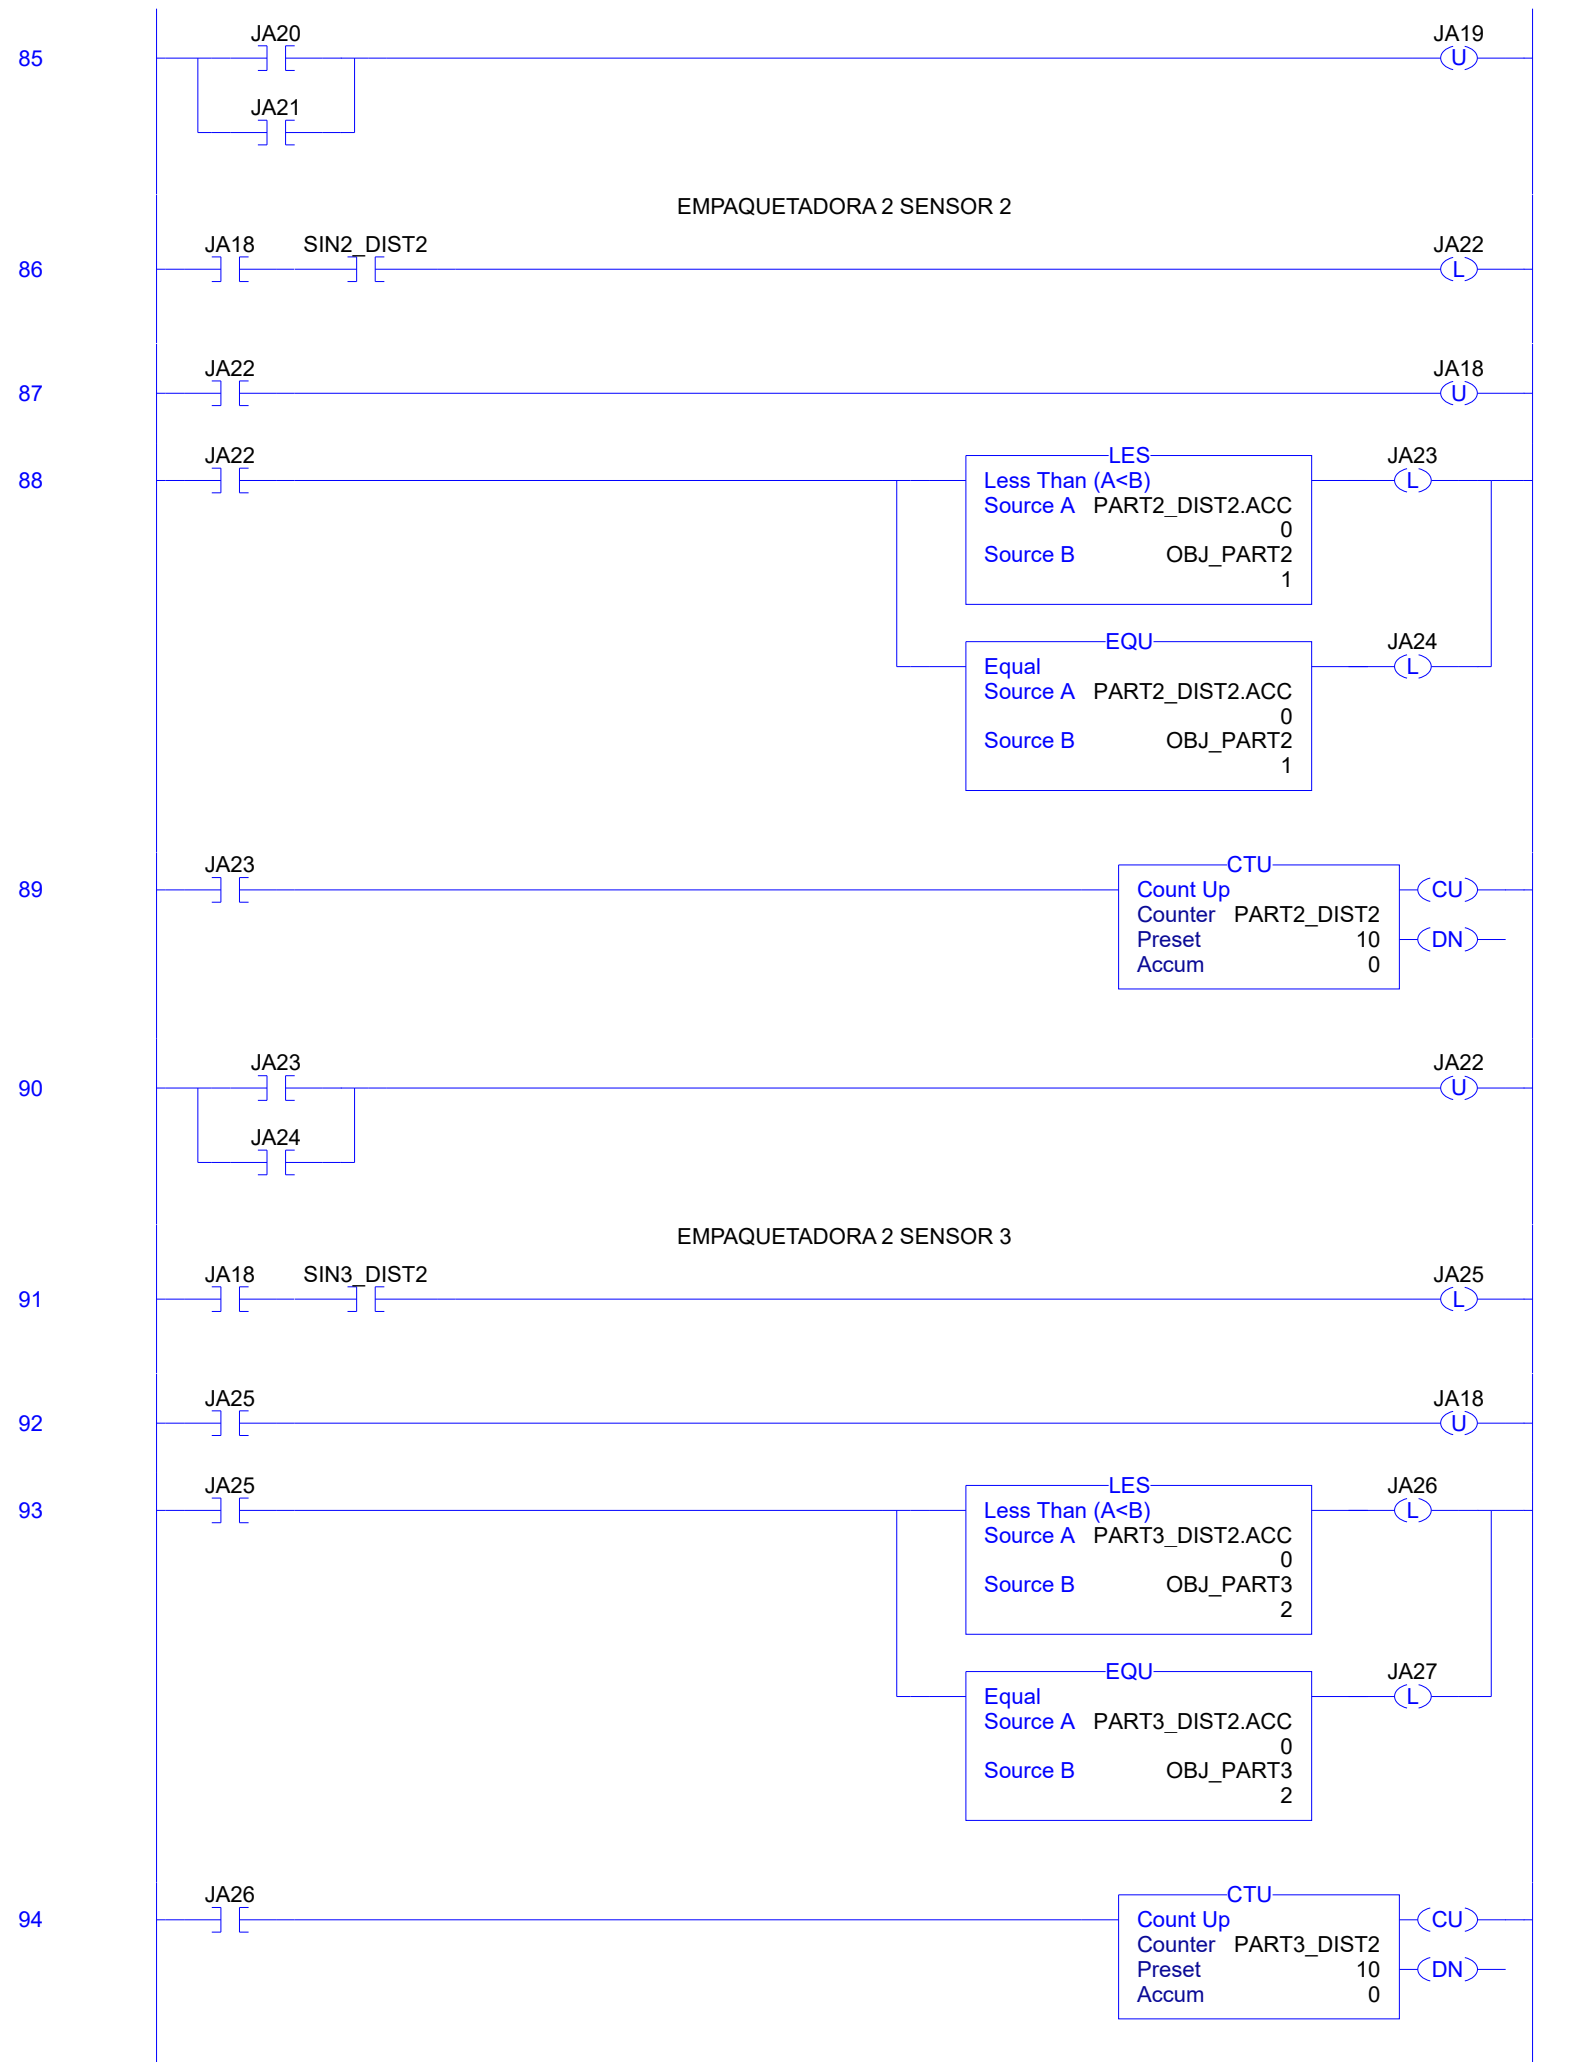 JA20
JA19
85
U
JA21
EMPAQUETADORA 2 SENSOR 2
JA18
SIN2_DIST2
JA22
86
L
JA22
JA18
87
U
JA22
LES
JA23
88
Less Than (A<B)
L
Source A PART2_DIST2.ACC
0
Source B OBJ_PART2
1
EQU
JA24
Equal
L
Source A PART2_DIST2.ACC
0
Source B OBJ_PART2
1
JA23
CTU
89
Count Up
CU
Counter PART2_DIST2
Preset 10
DN
Accum 0
JA23
JA22
90
U
JA24
EMPAQUETADORA 2 SENSOR 3
JA18
SIN3_DIST2
JA25
91
L
JA25
JA18
92
U
JA25
LES
JA26
93
Less Than (A<B)
L
Source A PART3_DIST2.ACC
0
Source B OBJ_PART3
2
EQU
JA27
Equal
L
Source A PART3_DIST2.ACC
0
Source B OBJ_PART3
2
JA26
CTU
94
Count Up
CU
Counter PART3_DIST2
Preset 10
DN
Accum 0